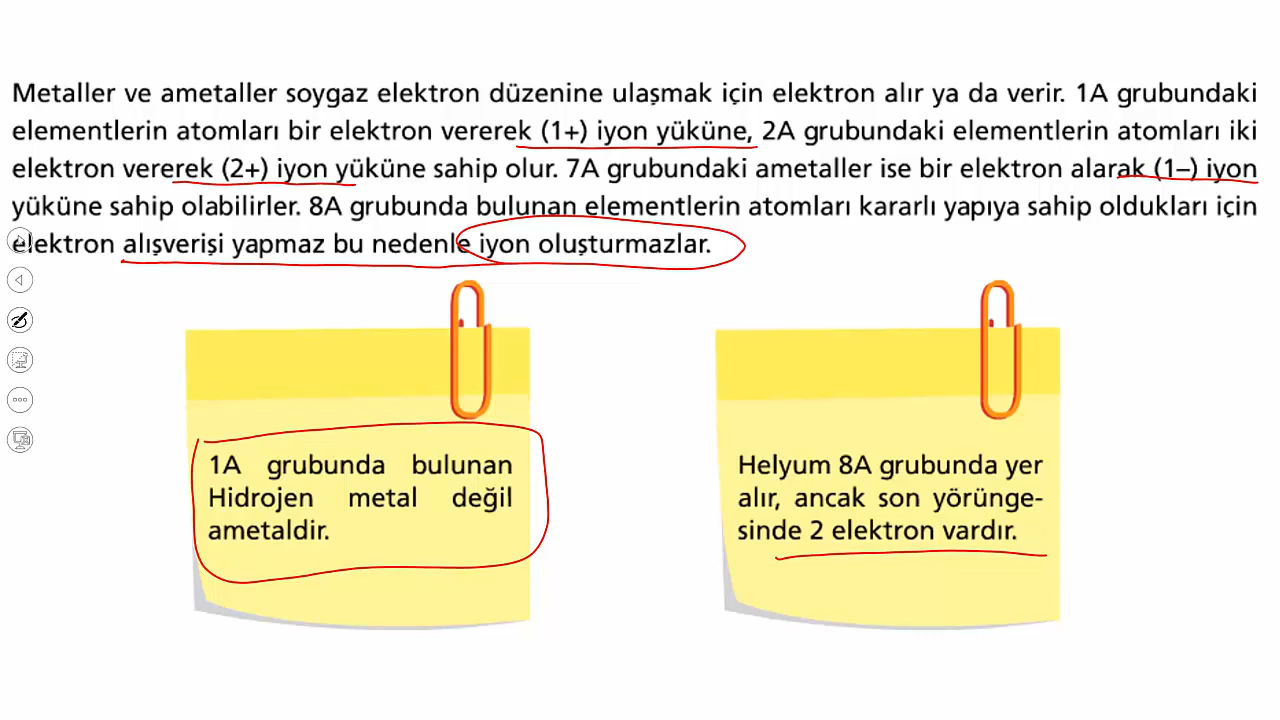 Metaller ve ametaller soygaz elektron düzenine ulaşmak için elektron alır ya da verir. 1A grubundaki
elementlerin atomları bir elektron vererek (1+) iyon yüküne, 2A grubundaki elementlerin atomları iki
elektron vererek (2+) iyon yüküne sahip olur. 7A grubundaki ametaller ise bir elektron alarak (1–) iyon
yüküne sahip olabilirler. 8A grubunda bulunan elementlerin atomları kararlı yapıya sahip oldukları için
elektron alışverişi yapmaz bu nedenle iyon oluşturmazlar.
1A grubunda bulunan
Hidrojen metal değil
ametaldir.
Helyum 8A grubunda yer
alır, ancak son yörünge-
sinde 2 elektron vardır.